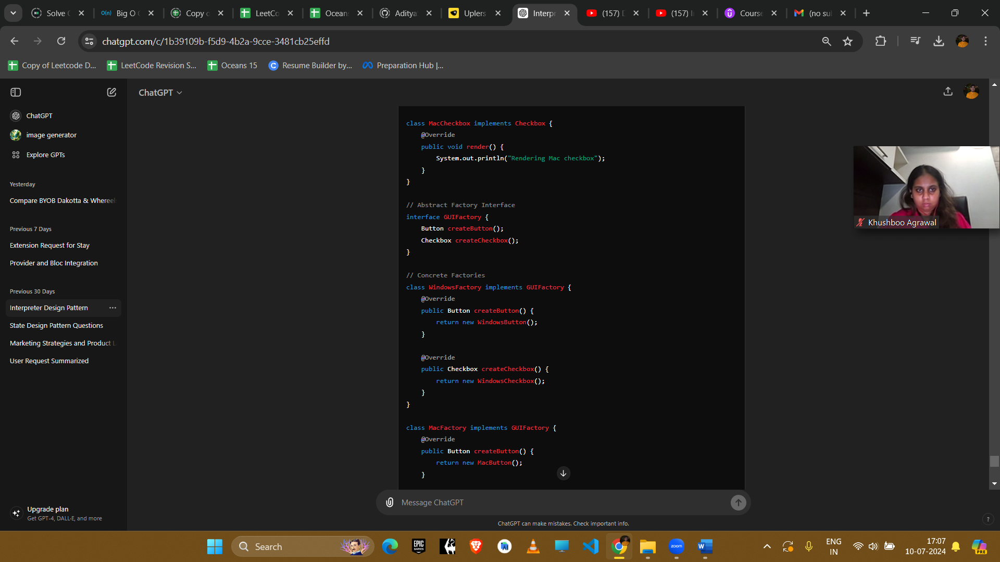 Solve C
O(n) Big O C
Copy o
LeetCo
Ocean
Aditya
Uplers
Interp
(157) D
(157) I
Course
(no su
chatgpt.com/c/1b39109b-f5d9-4b2a-9cce-3481cb25effd
Copy of Leetcode D...
LeetCode Revision S...
Oceans 15
C Resume Builder by...
Preparation Hub |...
ChatGPT
ChatGPT
image generator
Explore GPTs
Yesterday
Compare BYOB Dakotta & Whereel
Previous 7 Days
Extension Request for Stay
Provider and Bloc Integration
Previous 30 Days
Interpreter Design Pattern
State Design Pattern Questions
Marketing Strategies and Product L
User Request Summarized
Upgrade plan
Get GPT-4, DALL·E, and more
class MacCheckbox implements Checkbox {
@Override
public void render() {
System.out.println("Rendering Mac checkbox");
}
}
// Abstract Factory Interface
interface GUIFactory {
Button createButton();
Checkbox createCheckbox();
}
// Concrete Factories
class WindowsFactory implements GUIFactory {
@Override
public Button createButton() {
return new WindowsButton();
}
@Override
public Checkbox createCheckbox() {
return new WindowsCheckbox();
}
}
class MacFactory implements GUIFactory {
@Override
public Button createButton() {
return new MacButton();
}
Khushboo Agrawal
Message ChatGPT
ChatGPT can make mistakes. Check important info.
?
Search
EPIC GAMES
zoom
W
ENG
IN
17:07
10-07-2024
PRE